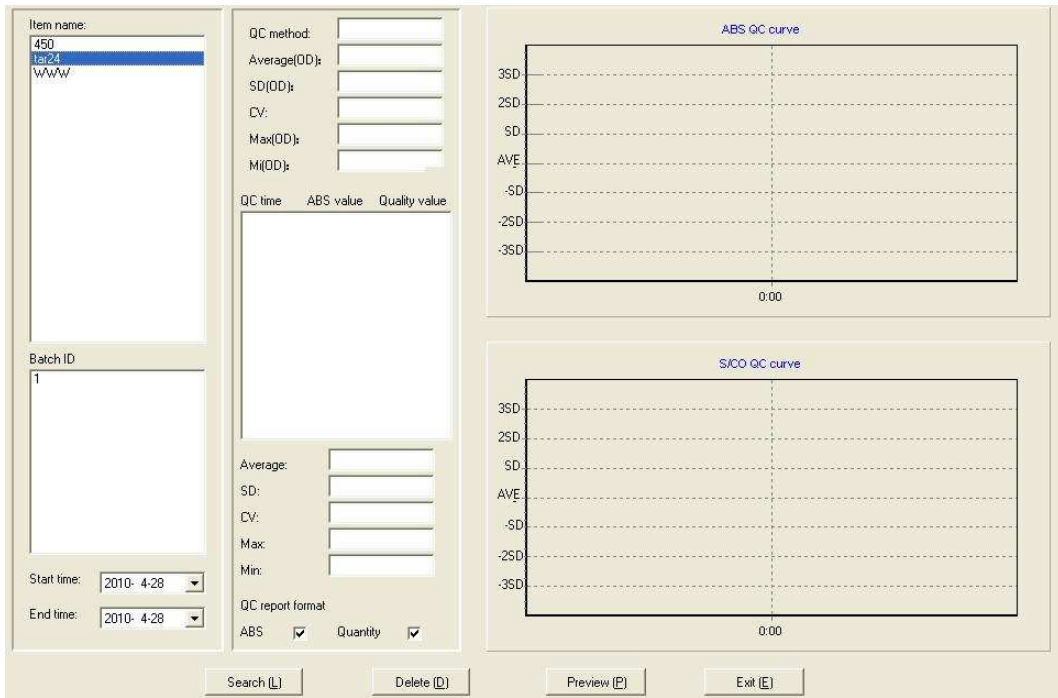 Item name:
450
tar24
WWW
Batch ID
1
Start time: 2010- 4-28
End time: 2010- 4-28
QC method:
Average(OD):
SD(OD):
CV:
Max(OD):
Mi(OD):
QC time ABS value Quality value
Average:
SD:
CV:
Max:
Min:
QC report format
ABS Quantity
ABS QC curve
3SD
2SD
SD
AVE
-SD
-2SD
-3SD
0:00
S/CO QC curve
3SD
2SD
SD
AVE
-SD
-2SD
-3SD
0:00
Search (L) Delete (D) Preview (P) Exit (E)